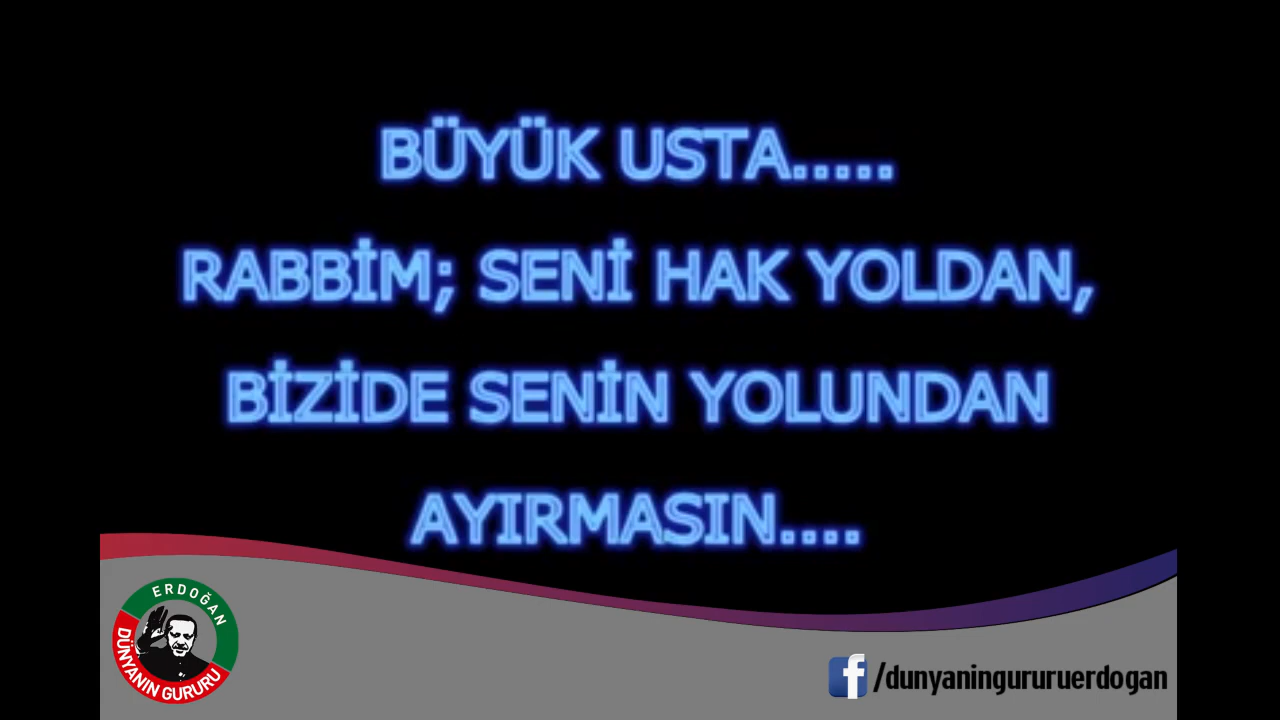 BÜYÜK USTA.....
RABBİM; SENİ HAK YOLDAN,
BİZİDE SENİN YOLUNDAN
AYIRMASIN....
ERDOĞAN
DÜNYANIN GURURU
/dunyaningururuerdogan